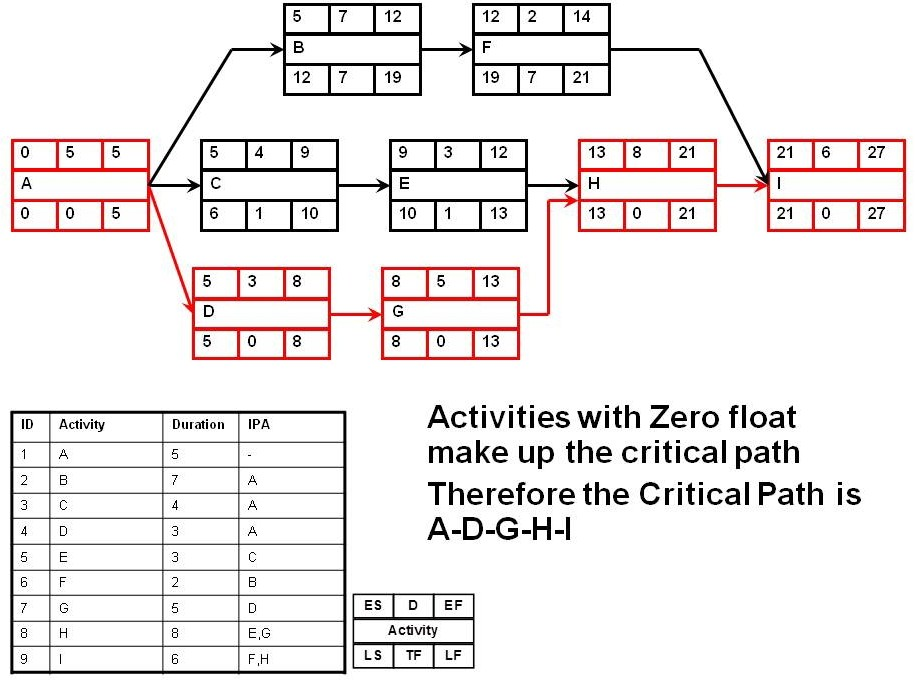 5 7 12
B
12 7 19
12 2 14
F
19 7 21
0 5 5
A
0 0 5
5 4 9
C
6 1 10
9 3 12
E
10 1 13
13 8 21
H
13 0 21
21 6 27
I
21 0 27
5 3 8
D
5 0 8
8 5 13
G
8 0 13
ID Activity Duration IPA
1 A 5 -
2 B 7 A
3 C 4 A
4 D 3 A
5 E 3 C
6 F 2 B
7 G 5 D
8 H 8 E,G
9 I 6 F,H
ES D EF
Activity
LS TF LF
Activities with Zero float
make up the critical path
Therefore the Critical Path is
A-D-G-H-I